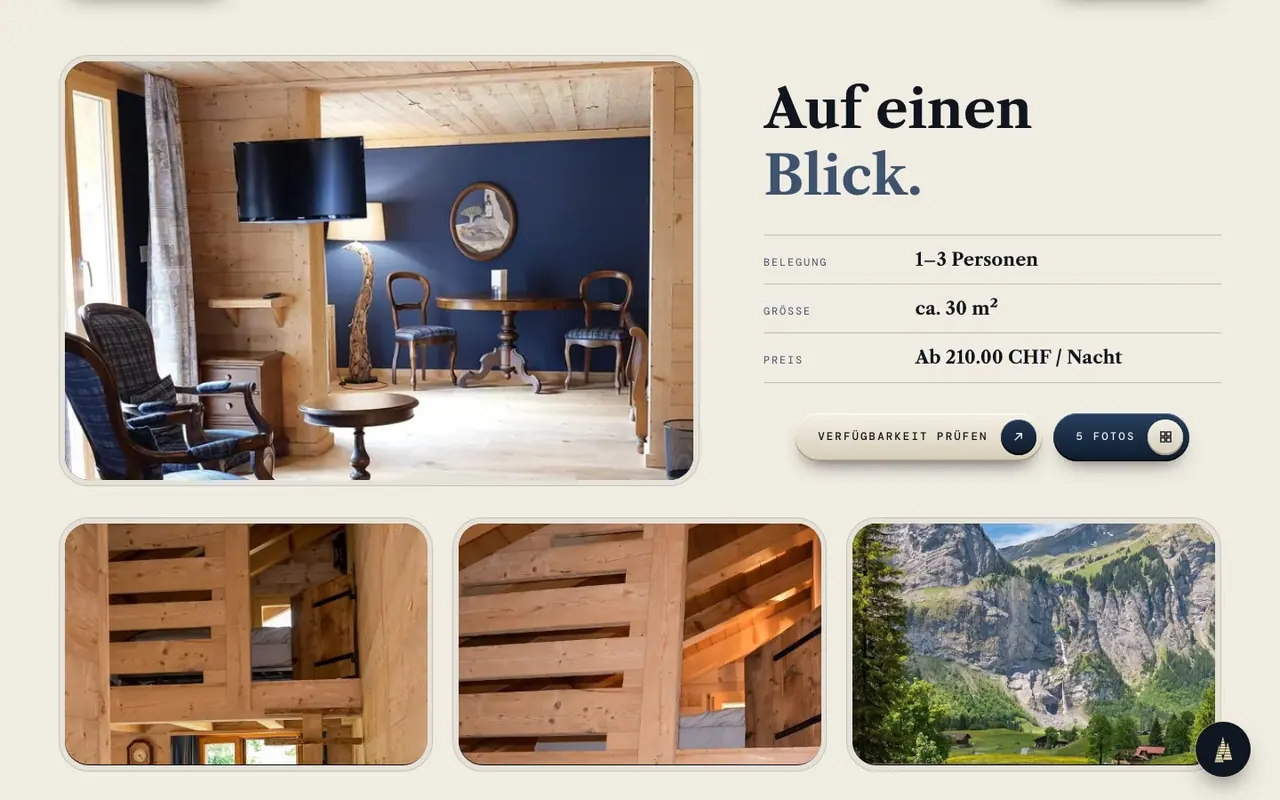 Auf einen
Blick.
BELEGUNG 1–3 Personen
GRÖSSE ca. 30 m²
PREIS Ab 210.00 CHF / Nacht
VERFÜGBARKEIT PRÜFEN
5 FOTOS